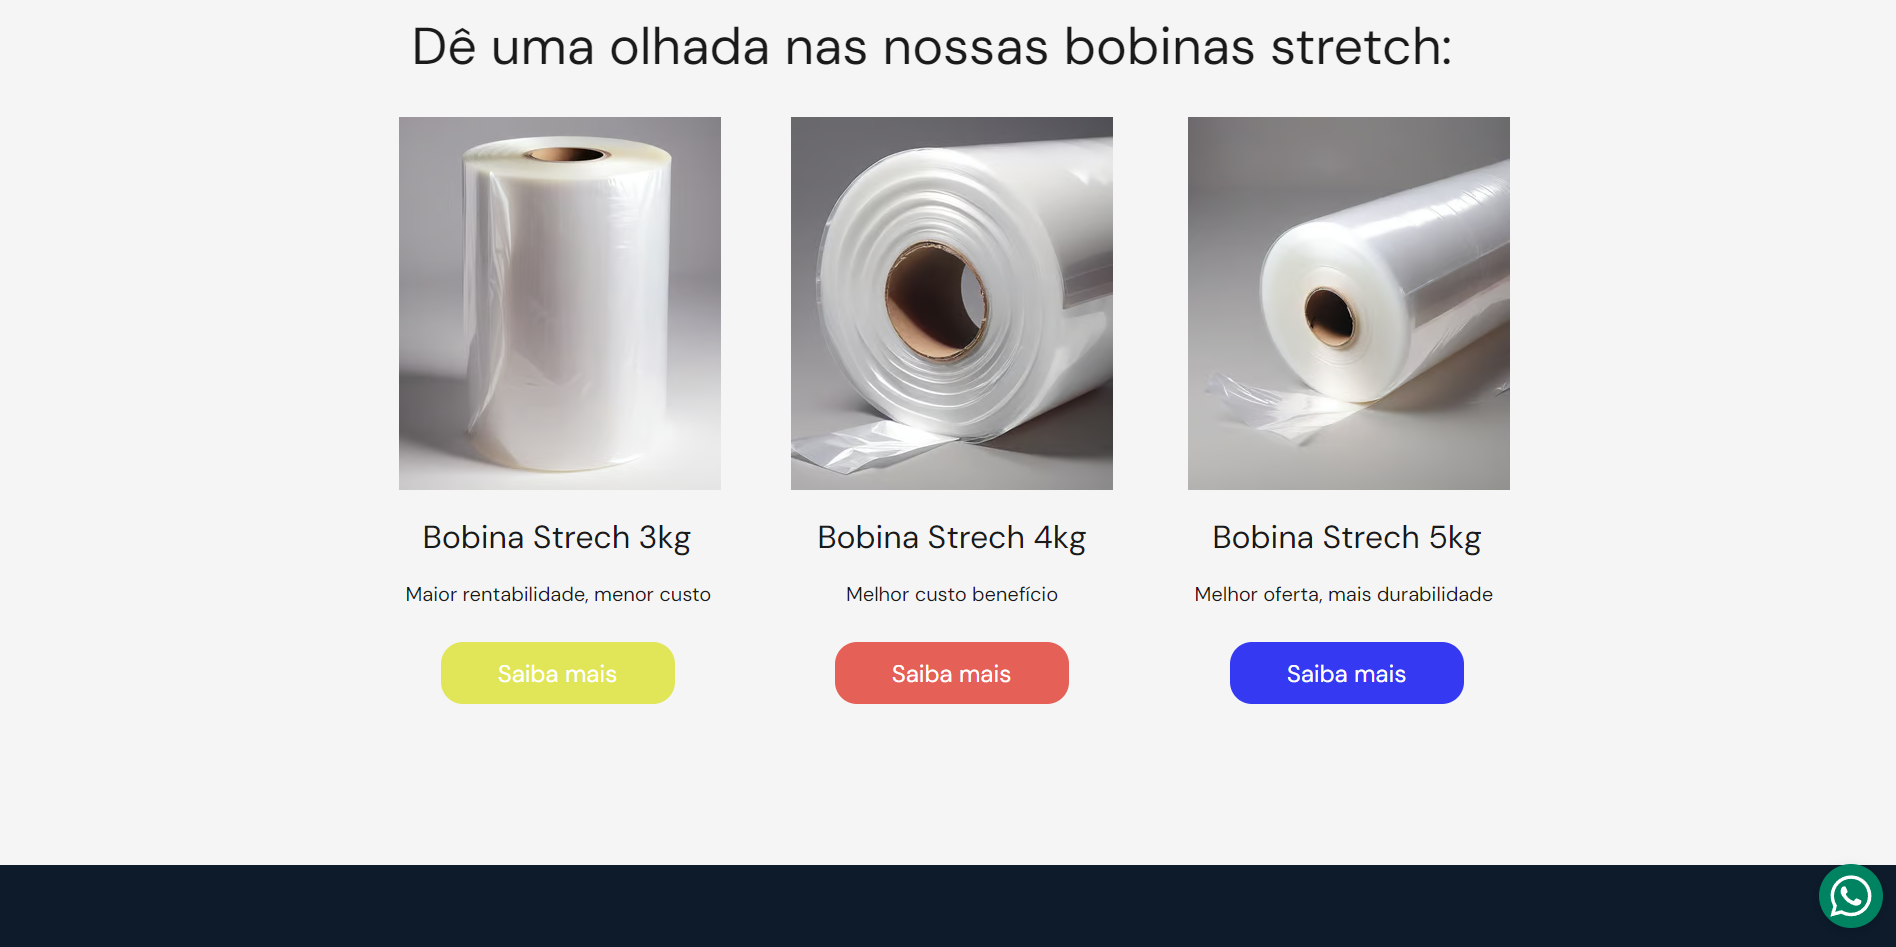 Dê uma olhada nas nossas bobinas stretch:
Bobina Strech 3kg
Bobina Strech 4kg
Bobina Strech 5kg
Maior rentabilidade, menor custo
Melhor custo benefício
Melhor oferta, mais durabilidade
Saiba mais
Saiba mais
Saiba mais